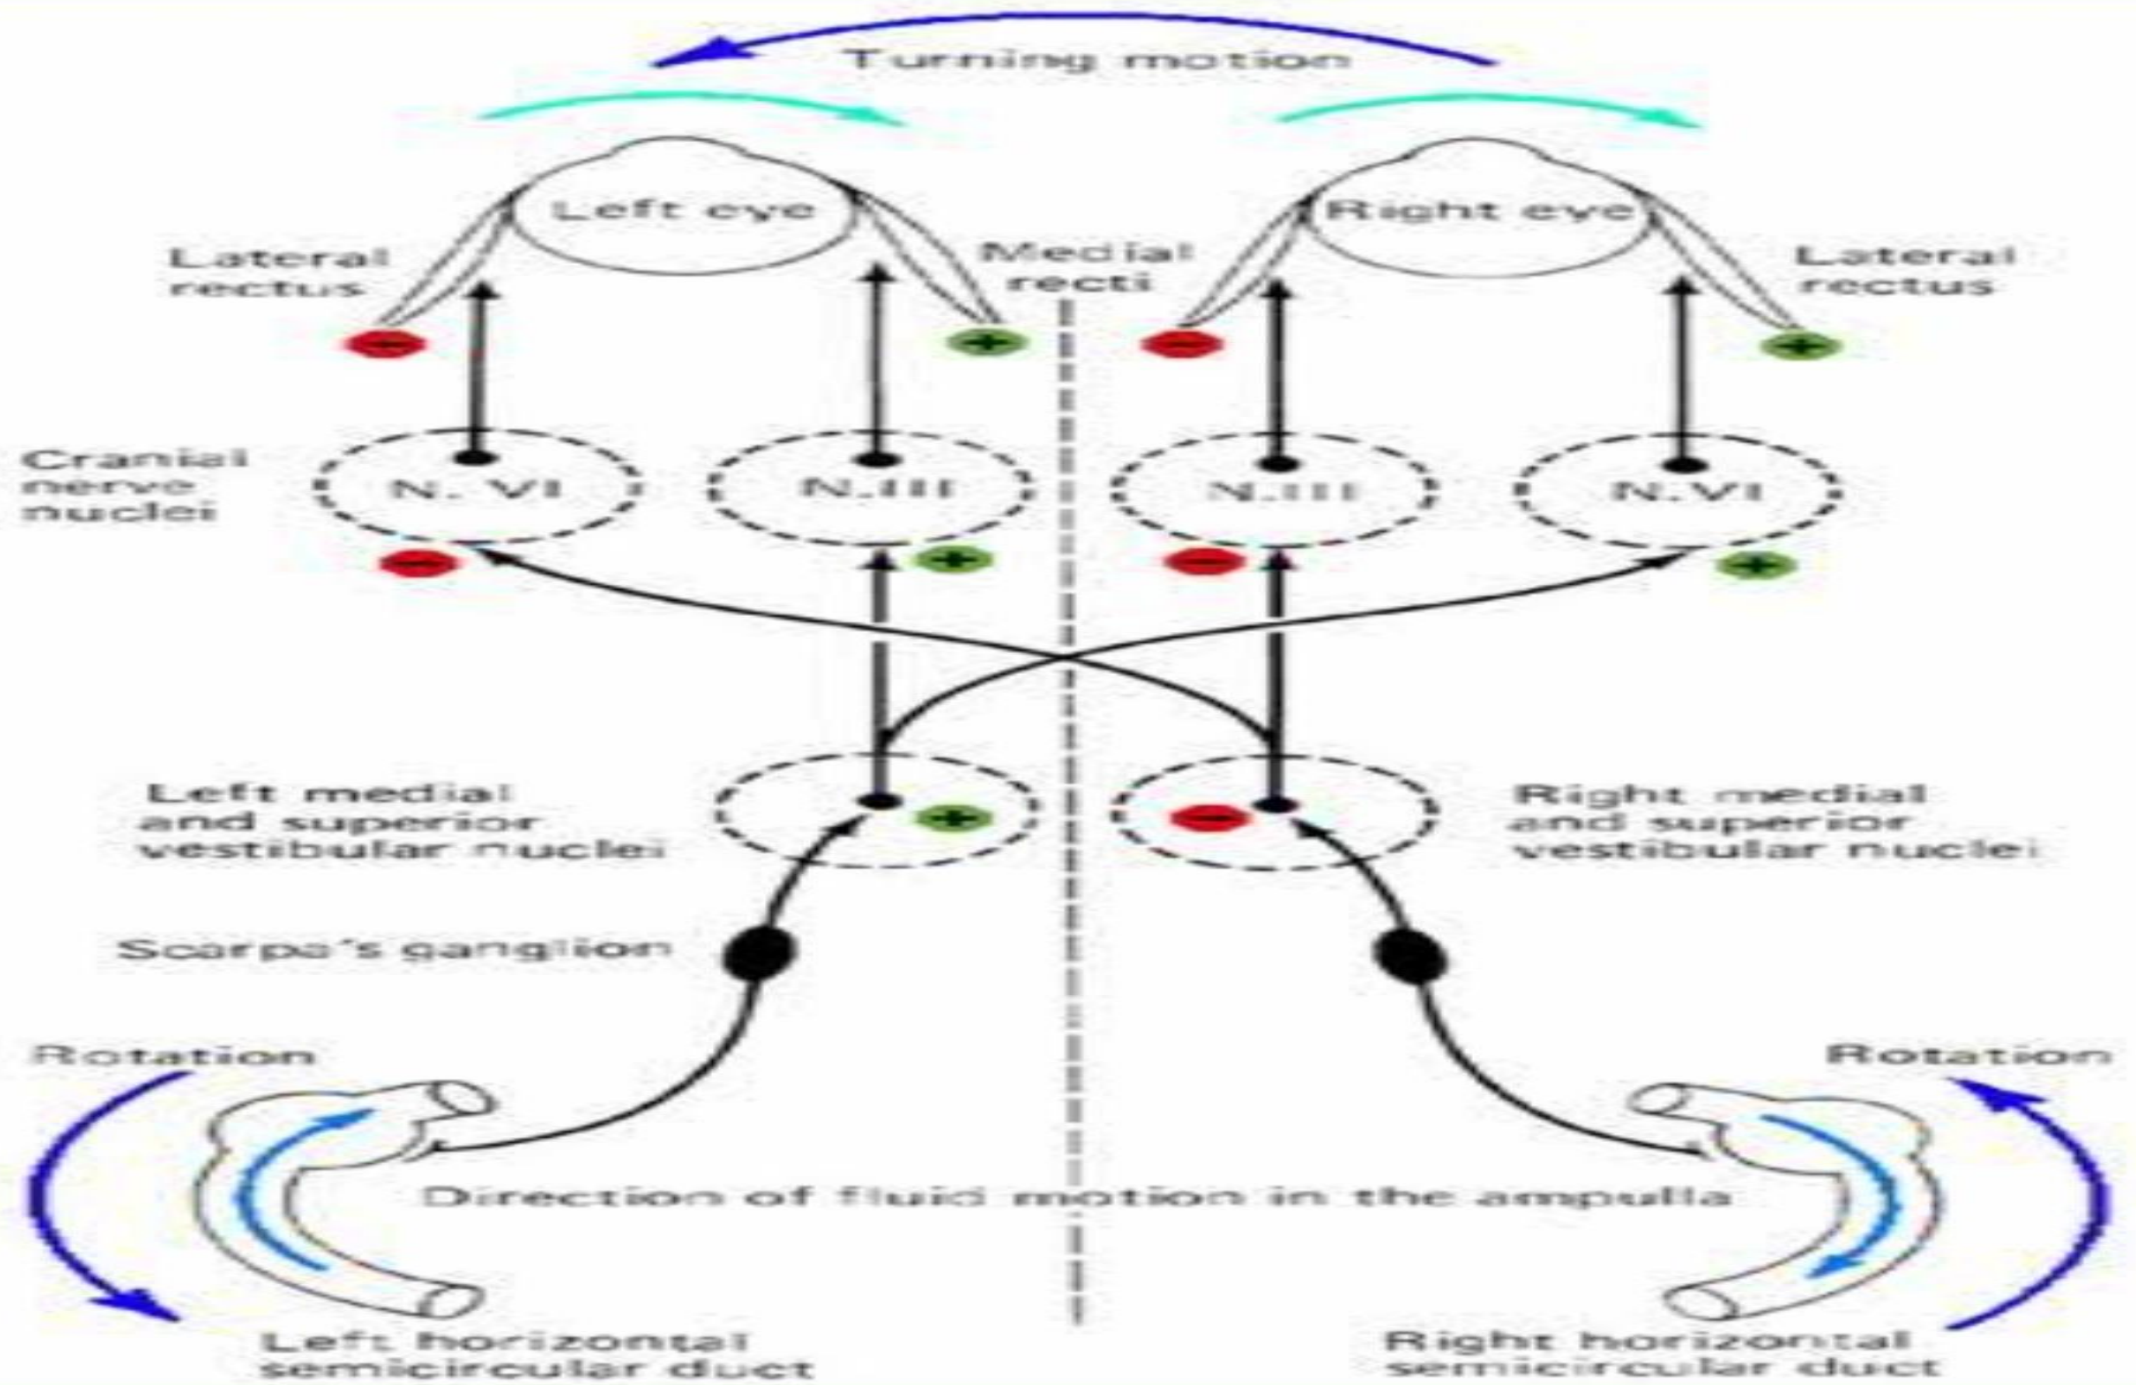 Turning motion
Left eye
Right eye
Lateral
rectus
Medial
recti
Lateral
rectus
− + − +
Cranial
nerve
nuclei
N. VI
N.III
N.III
N.VI
− + − +
Left medial
and superior
vestibular nuclei
+ −
Right medial
and superior
vestibular nuclei
Scarpa's ganglion
Rotation
Rotation
Direction of fluid motion in the ampulla
Left horizontal
semicircular duct
Right horizontal
semicircular duct